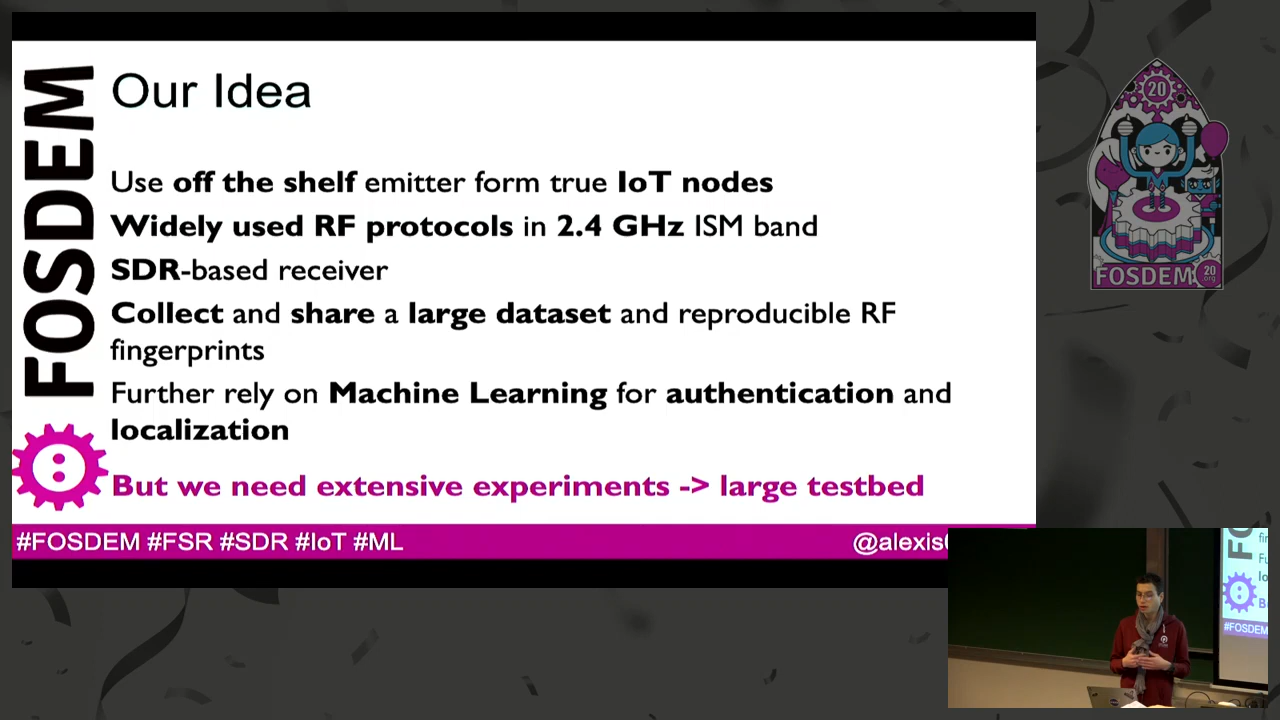 FOSDEM
Our Idea
Use off the shelf emitter form true IoT nodes
Widely used RF protocols in 2.4 GHz ISM band
SDR-based receiver
Collect and share a large dataset and reproducible RF
fingerprints
Further rely on Machine Learning for authentication and
localization
But we need extensive experiments -> large testbed
#FOSDEM #FSR #SDR #IoT #ML
20
FOSDEM
20
.org
#FOSDEM